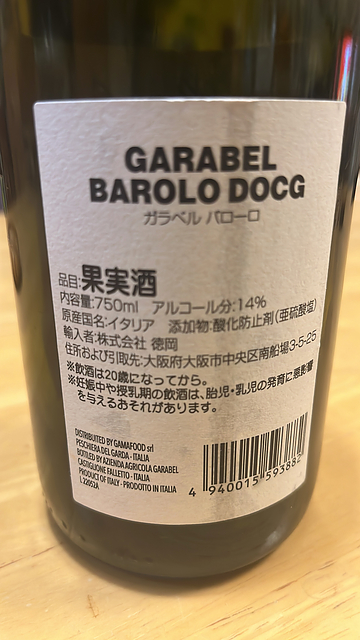 GARABEL
BAROLO DOCG
ガラベル バローロ
品目:果実酒
内容量:750ml アルコール分:14%
原産国名:イタリア 添加物:酸化防止剤(亜硫酸塩)
輸入者:株式会社 徳岡
住所および引取先:大阪府大阪市中央区南船場3-5-25
※飲酒は20歳になってから。
※妊娠中や授乳期の飲酒は、胎児・乳児の発育に悪影響
を与えるおそれがあります。
DISTRIBUTED BY GAMAFOOD srl
PESCHIERA DEL GARDA - ITALIA
BOTTLED BY AZIENDA AGRICOLA GARABEL
CASTIGLIONE FALLETTO - ITALIA
PRODUCT OF ITALY - PRODOTTO IN ITALIA
L 22052A
4 940015 593882